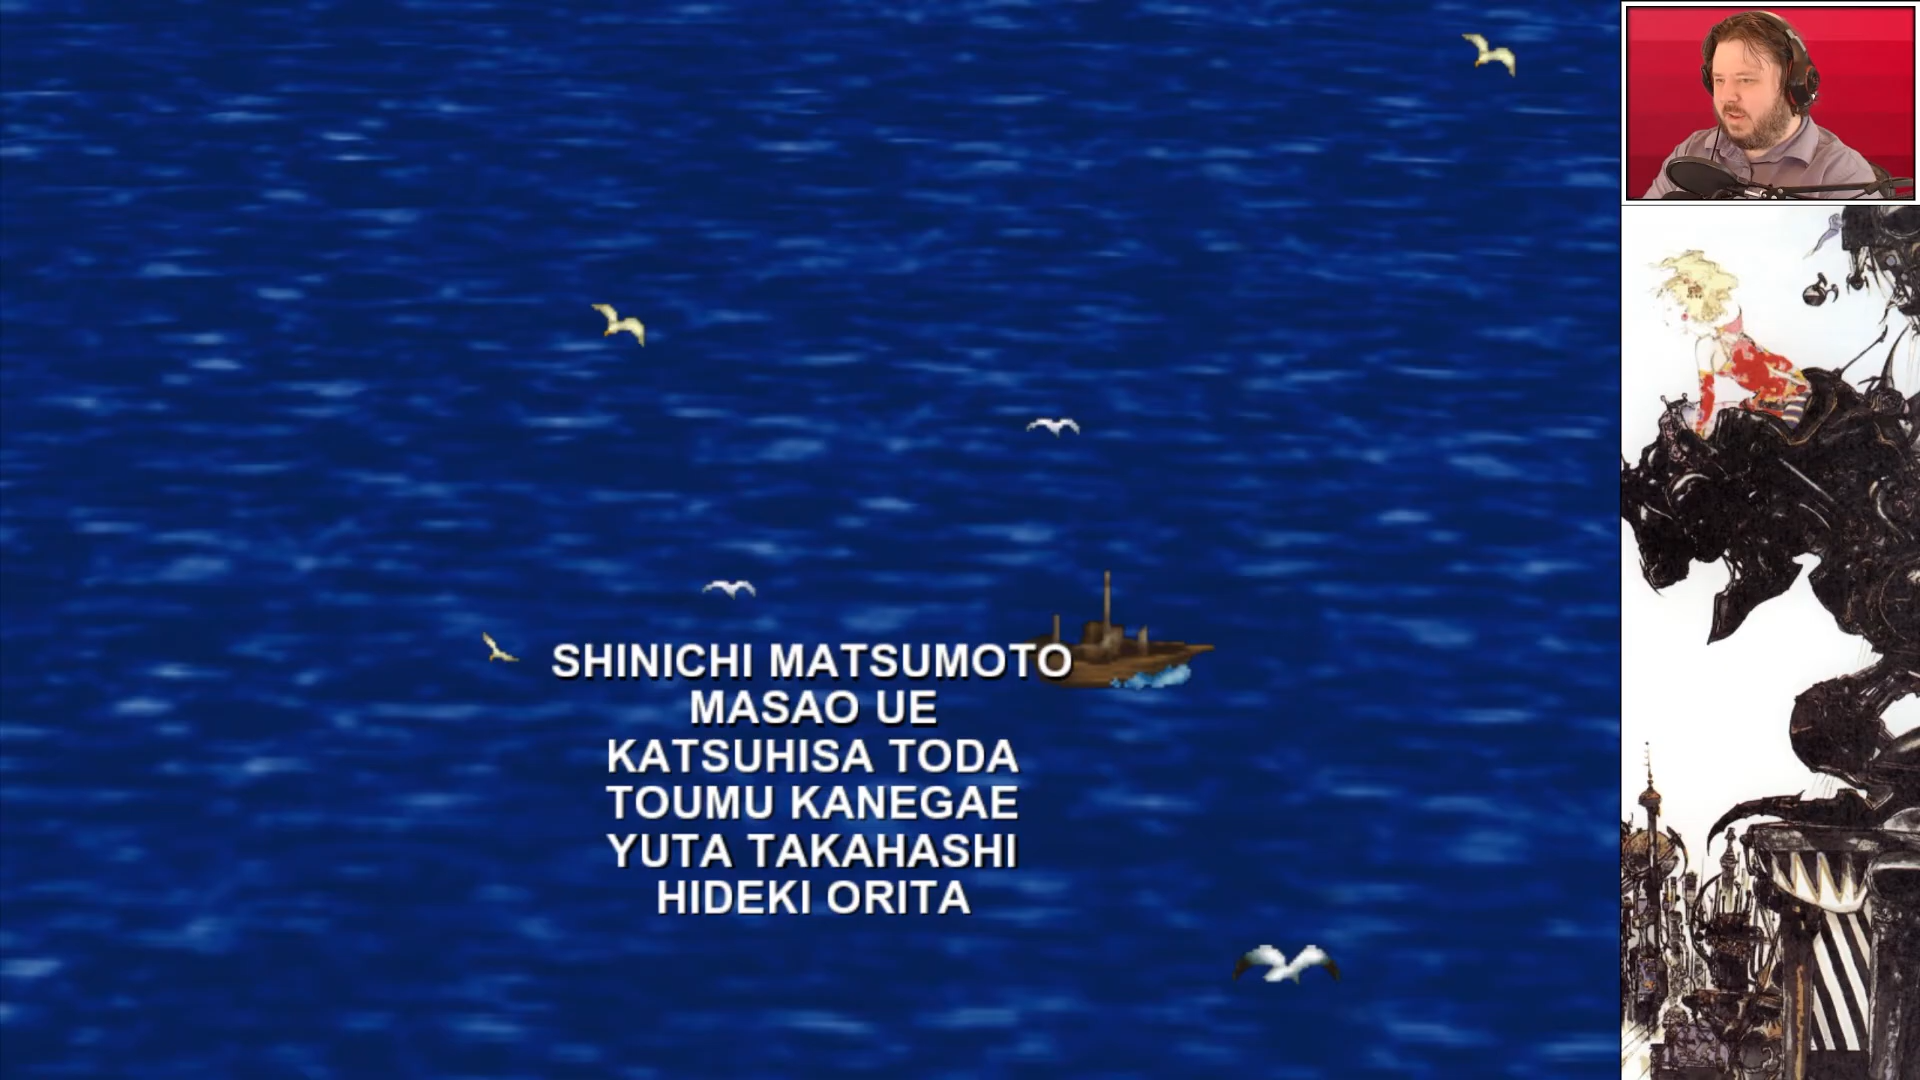 SHINICHI MATSUMOTO
MASAO UE
KATSUHISA TODA
TOUMU KANEGAE
YUTA TAKAHASHI
HIDEKI ORITA